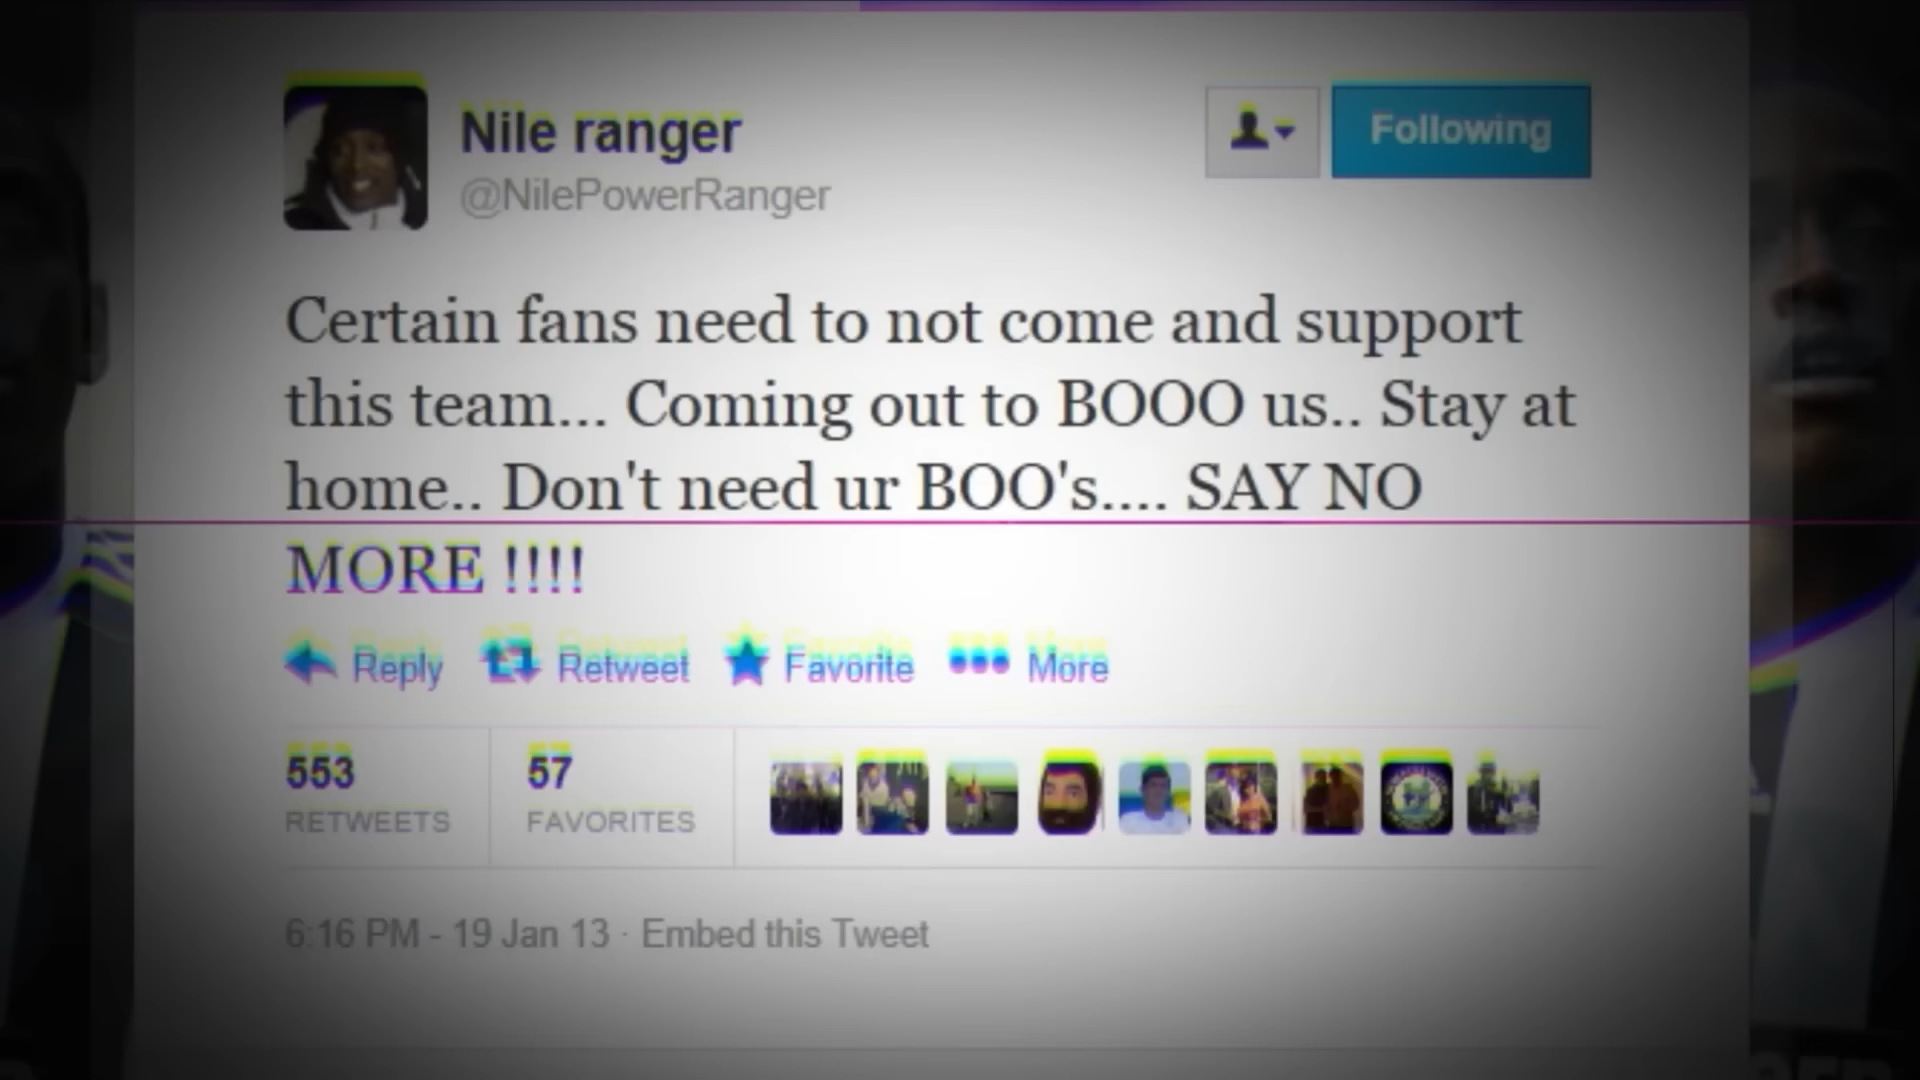 Nile ranger
@NilePowerRanger
Following
Certain fans need to not come and support
this team... Coming out to BOOO us.. Stay at
home.. Don't need ur BOO's.... SAY NO
MORE !!!!
Reply Retweet Favorite More
553 57
RETWEETS FAVORITES
6:16 PM - 19 Jan 13 · Embed this Tweet